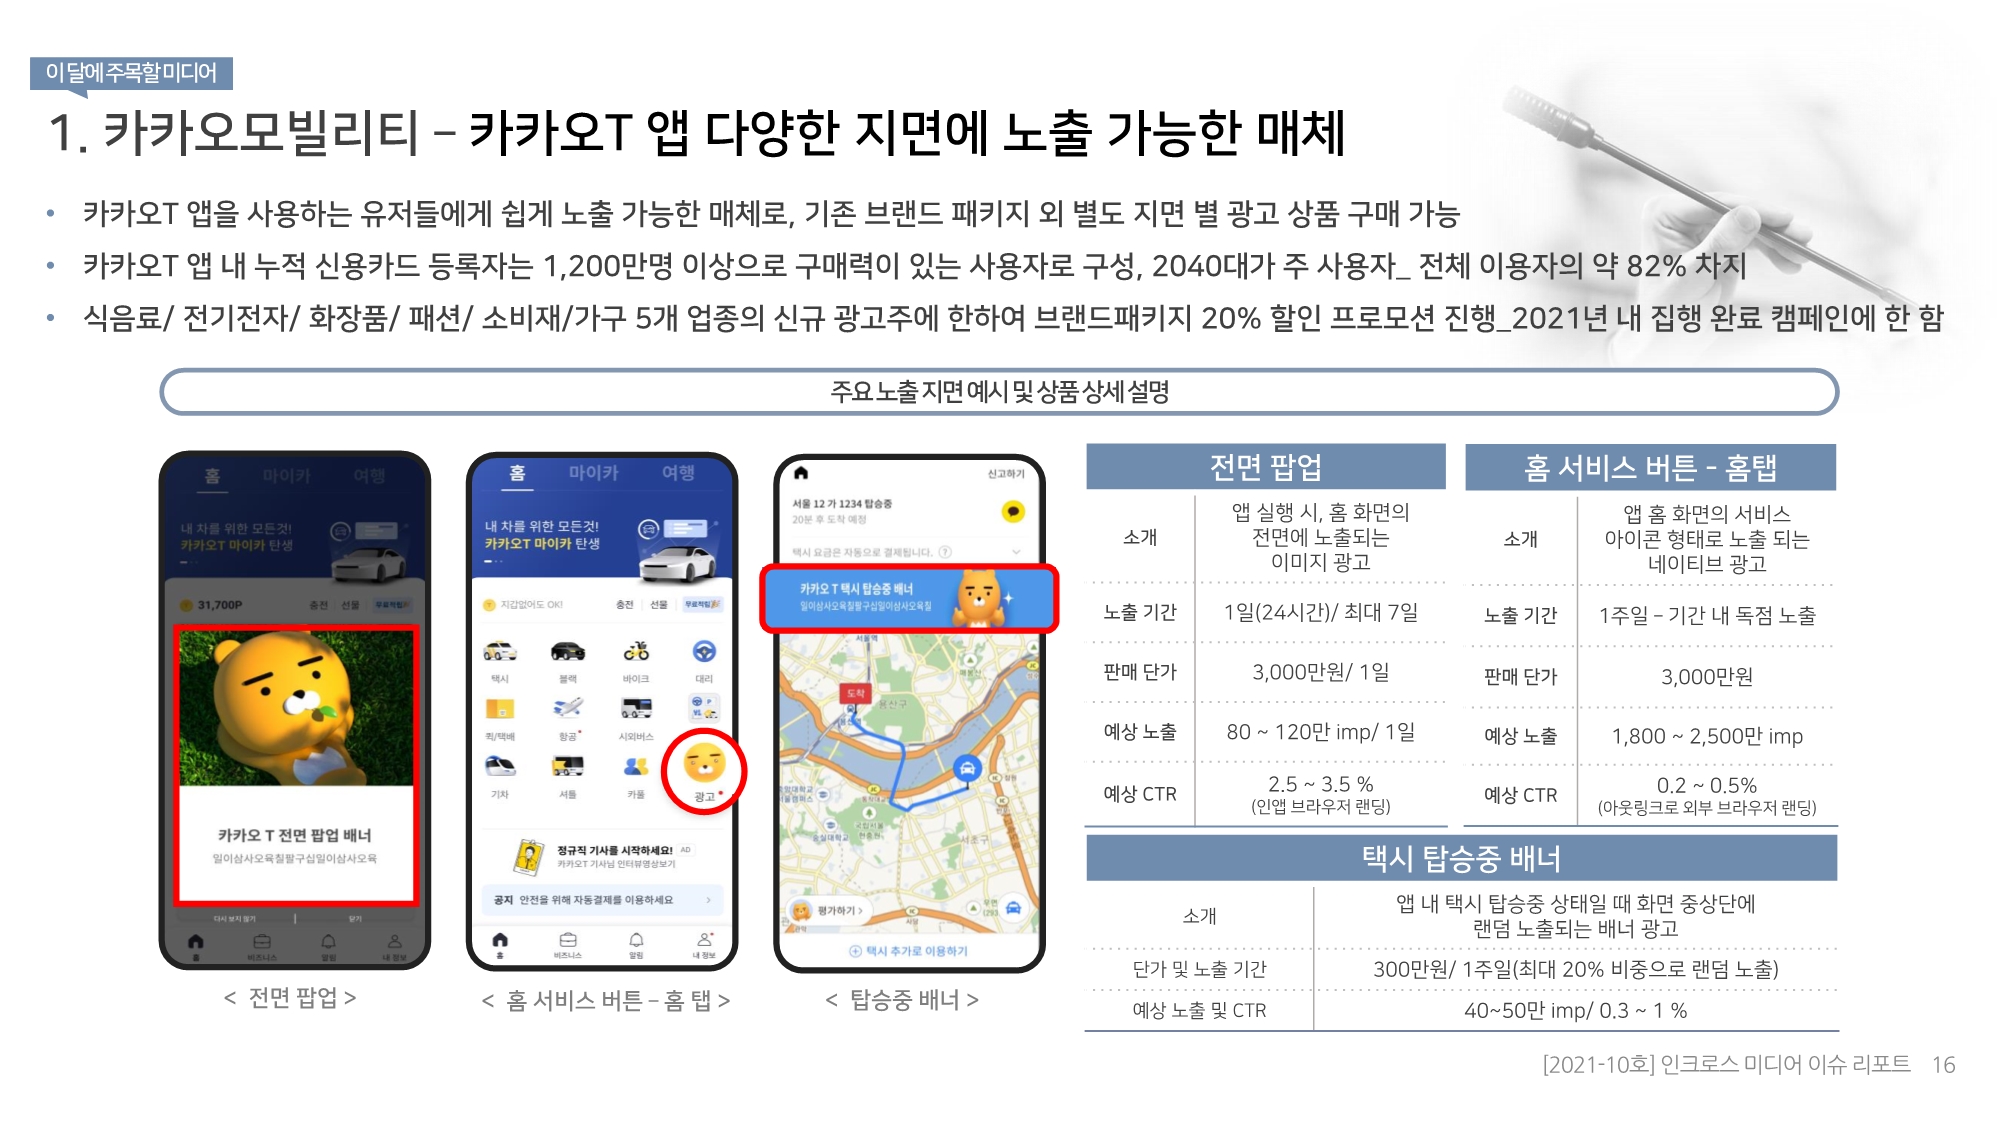 이 달에 주목할 미디어
1. 카카오모빌리티 – 카카오T 앱 다양한 지면에 노출 가능한 매체
• 카카오T 앱을 사용하는 유저들에게 쉽게 노출 가능한 매체로, 기존 브랜드 패키지 외 별도 지면 별 광고 상품 구매 가능
• 카카오T 앱 내 누적 신용카드 등록자는 1,200만명 이상으로 구매력이 있는 사용자로 구성, 2040대가 주 사용자_ 전체 이용자의 약 82% 차지
• 식음료/ 전기전자/ 화장품/ 패션/ 소비재/가구 5개 업종의 신규 광고주에 한하여 브랜드패키지 20% 할인 프로모션 진행_2021년 내 집행 완료 캠페인에 한 함
주요 노출 지면 예시 및 상품 상세 설명
홈 마이카 여행
내 차를 위한 모든것!
카카오T 마이카 탄생
31,700P 충전 선물 무료적립
카카오 T 전면 팝업 배너
일이삼사오육칠팔구십일이삼사오육
다시 보지 않기 닫기
홈 비즈니스 알림 내 정보
< 전면 팝업 >
홈 마이카 여행
내 차를 위한 모든것!
카카오T 마이카 탄생
지갑없어도 OK! 충전 선물 무료적립
택시 블랙 바이크 대리
퀵/택배 항공 시외버스
기차 셔틀 카풀 광고
정규직 기사를 시작하세요! AD
카카오T 기사님 인터뷰영상보기
공지 안전을 위해 자동결제를 이용하세요
홈 비즈니스 알림 내 정보
< 홈 서비스 버튼 – 홈 탭 >
신고하기
서울 12 가 1234 탑승중
20분 후 도착 예정
택시 요금은 자동으로 결제됩니다. ?
카카오 T 택시 탑승중 배너
일이삼사오육칠팔구십일이삼사오육칠
서울역
도착
용산구
서초구
평가하기 >
택시 추가로 이용하기
< 탑승중 배너 >
전면 팝업
소개 앱 실행 시, 홈 화면의
전면에 노출되는
이미지 광고
노출 기간 1일(24시간)/ 최대 7일
판매 단가 3,000만원/ 1일
예상 노출 80 ~ 120만 imp/ 1일
예상 CTR 2.5 ~ 3.5 %
(인앱 브라우저 랜딩)
홈 서비스 버튼 - 홈탭
소개 앱 홈 화면의 서비스
아이콘 형태로 노출 되는
네이티브 광고
노출 기간 1주일 – 기간 내 독점 노출
판매 단가 3,000만원
예상 노출 1,800 ~ 2,500만 imp
예상 CTR 0.2 ~ 0.5%
(아웃링크로 외부 브라우저 랜딩)
택시 탑승중 배너
소개 앱 내 택시 탑승중 상태일 때 화면 중상단에
랜덤 노출되는 배너 광고
단가 및 노출 기간 300만원/ 1주일(최대 20% 비중으로 랜덤 노출)
예상 노출 및 CTR 40~50만 imp/ 0.3 ~ 1 %
[2021-10호] 인크로스 미디어 이슈 리포트 16